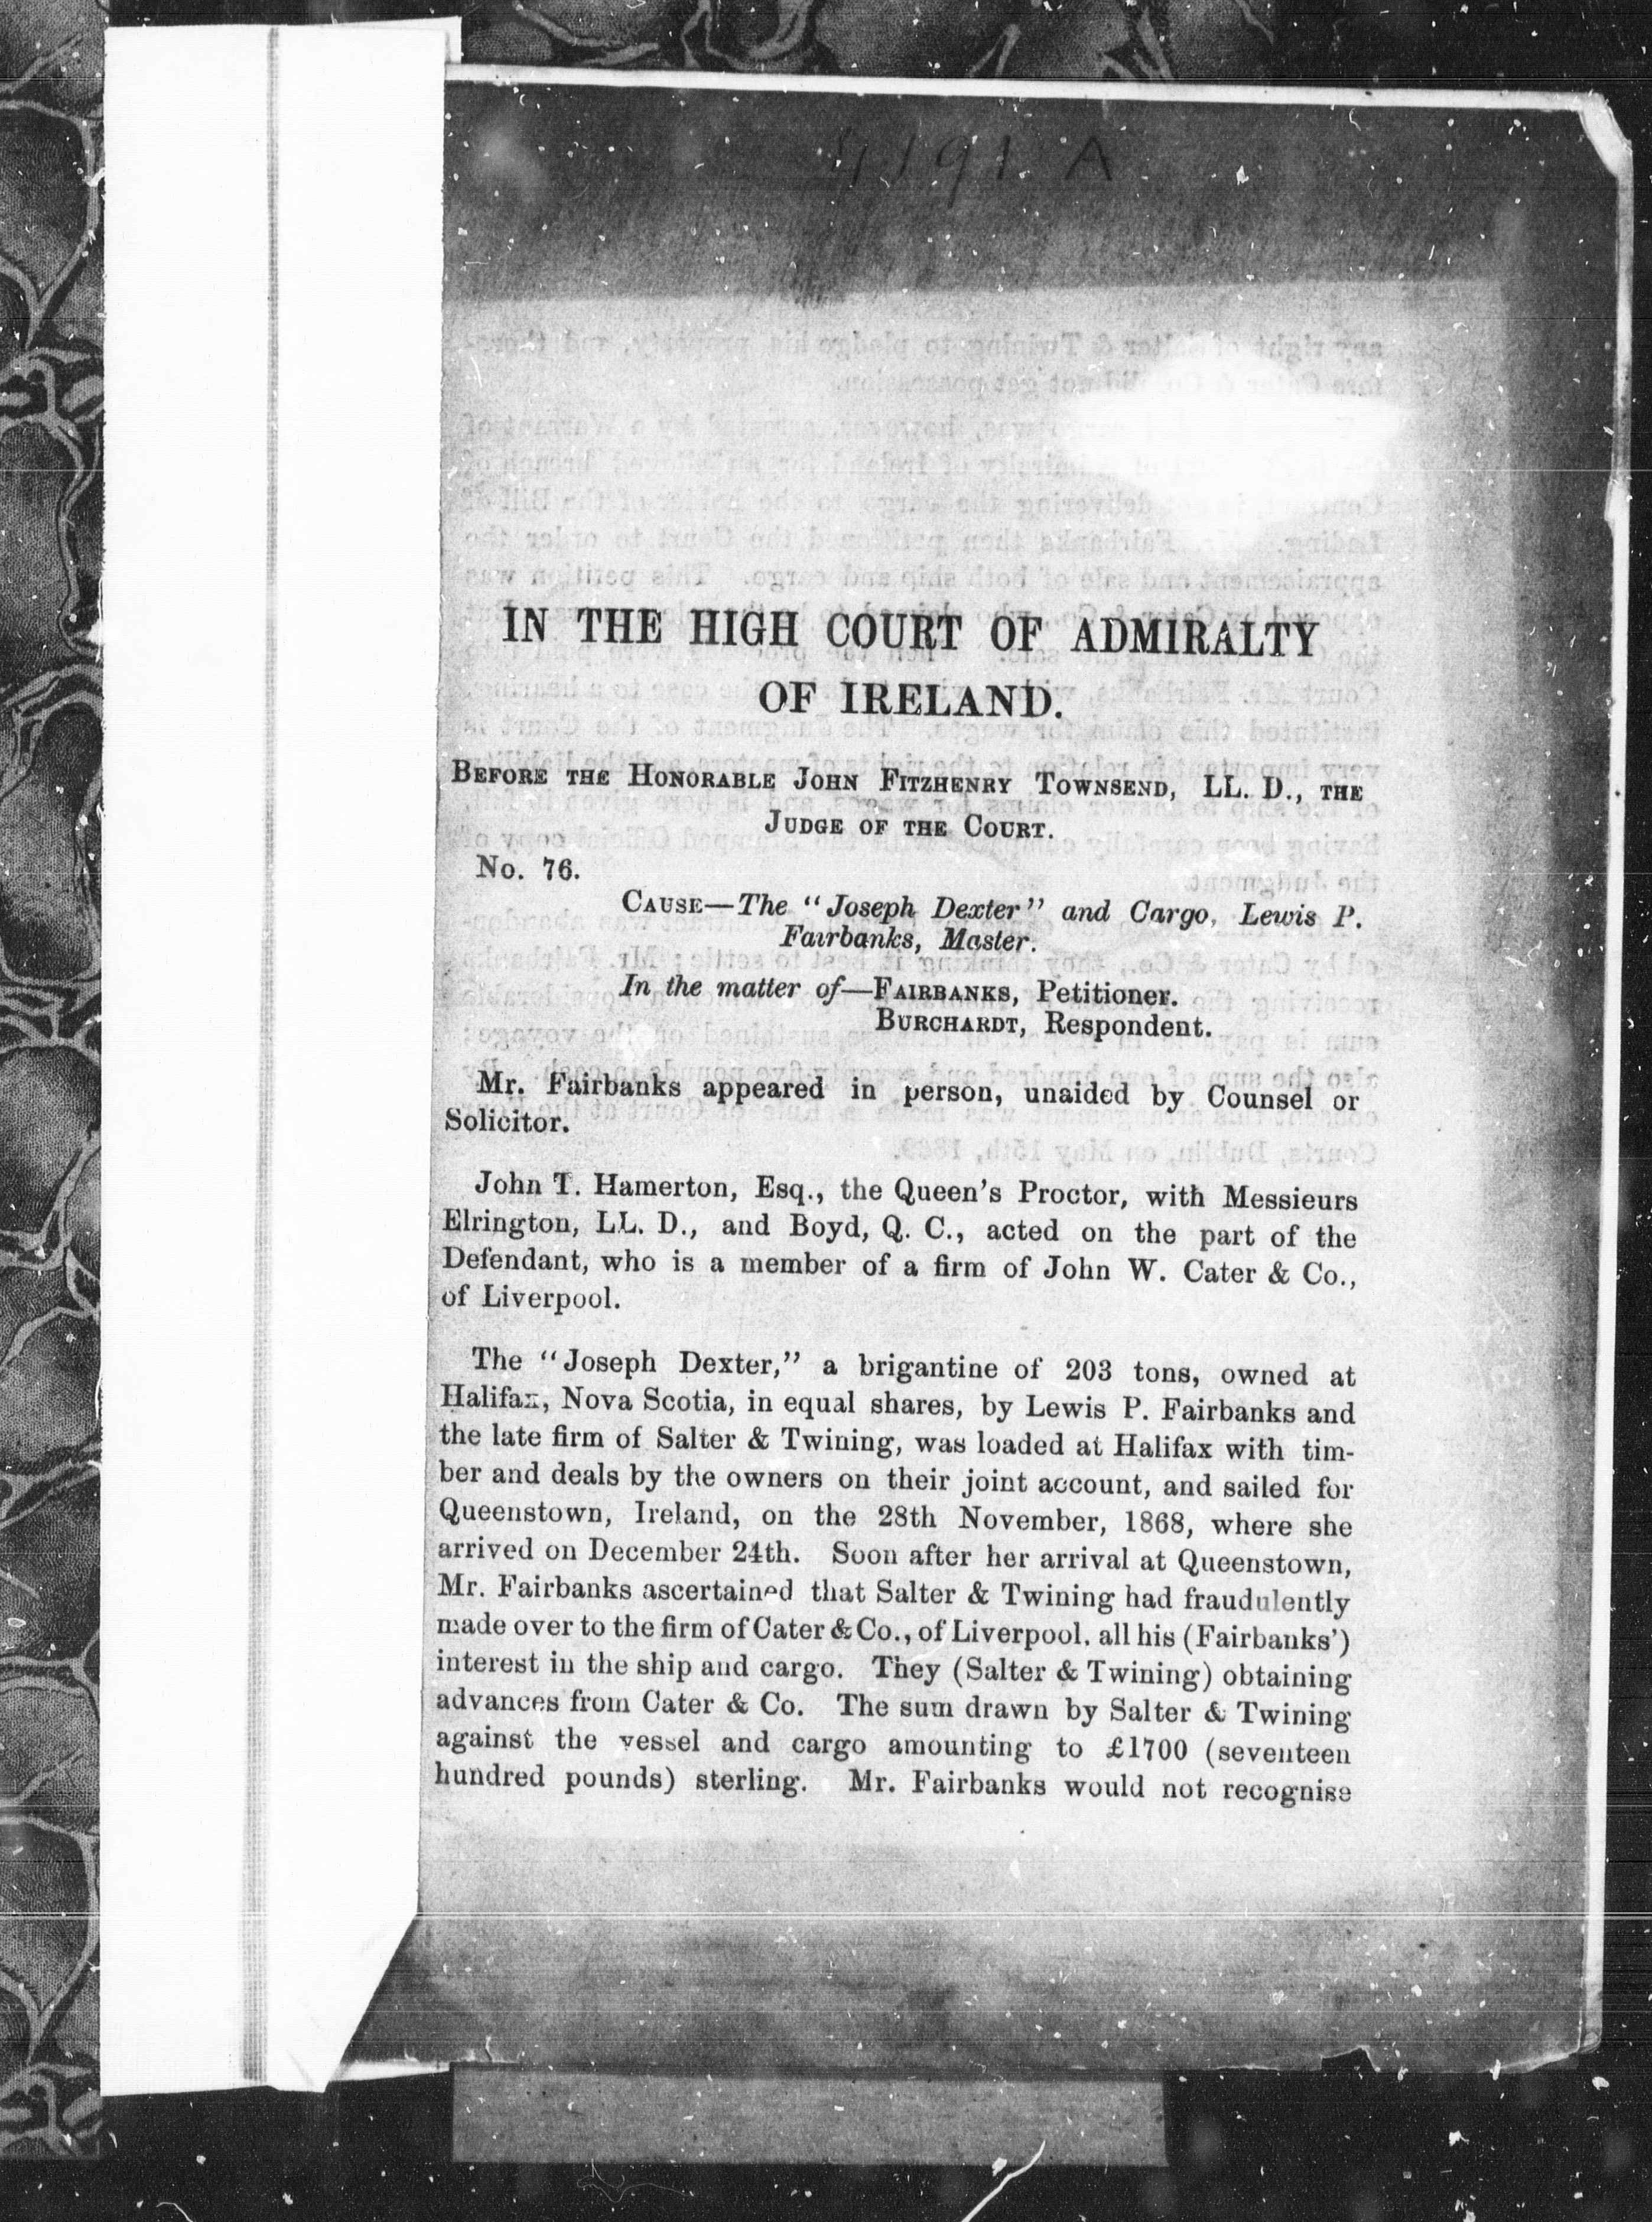 4191 A
IN THE HIGH COURT OF ADMIRALTY
OF IRELAND.
BEFORE THE HONORABLE JOHN FITZHENRY TOWNSEND, LL. D., THE
JUDGE OF THE COURT.
No. 76.
CAUSE—The "Joseph Dexter" and Cargo, Lewis P.
Fairbanks, Master.
In the matter of—FAIRBANKS, Petitioner.
BURCHARDT, Respondent.
Mr. Fairbanks appeared in person, unaided by Counsel or
Solicitor.
John T. Hamerton, Esq., the Queen's Proctor, with Messieurs
Elrington, LL. D., and Boyd, Q. C., acted on the part of the
Defendant, who is a member of a firm of John W. Cater & Co.,
of Liverpool.
The "Joseph Dexter," a brigantine of 203 tons, owned at
Halifax, Nova Scotia, in equal shares, by Lewis P. Fairbanks and
the late firm of Salter & Twining, was loaded at Halifax with tim-
ber and deals by the owners on their joint account, and sailed for
Queenstown, Ireland, on the 28th November, 1868, where she
arrived on December 24th. Soon after her arrival at Queenstown,
Mr. Fairbanks ascertained that Salter & Twining had fraudulently
made over to the firm of Cater & Co., of Liverpool, all his (Fairbanks')
interest in the ship and cargo. They (Salter & Twining) obtaining
advances from Cater & Co. The sum drawn by Salter & Twining
against the vessel and cargo amounting to £1700 (seventeen
hundred pounds) sterling. Mr. Fairbanks would not recognise